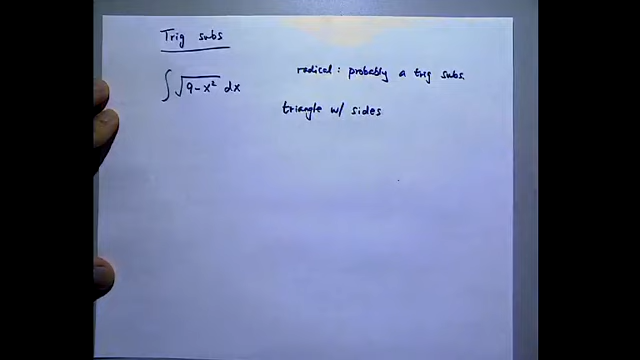 Trig subs
∫√(9-x²) dx
radical: probably a trig subs.
triangle w/ sides